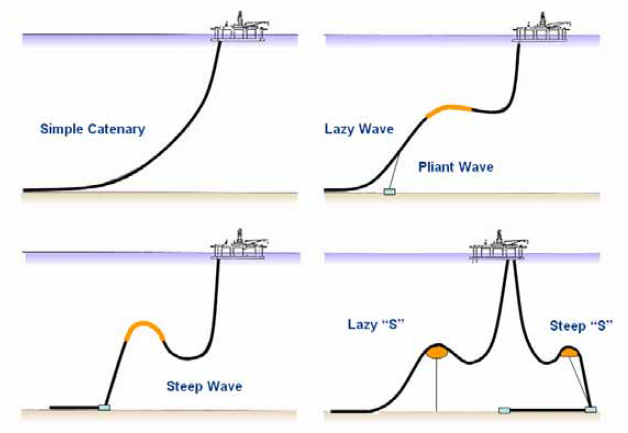 Simple Catenary
Lazy Wave
Pliant Wave
Steep Wave
Lazy “S”
Steep “S”